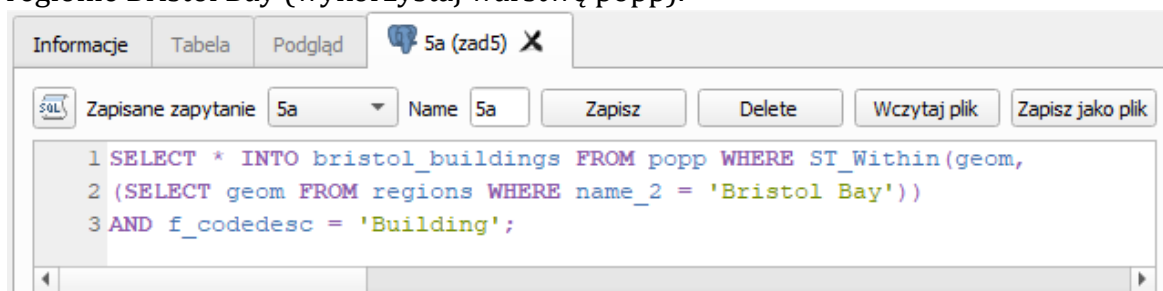 regionie Bristol Bay (wykorzystaj warstwę popp).
Informacje Tabela Podgląd 5a (zad5) X
SQL Zapisane zapytanie 5a Name 5a Zapisz Delete Wczytaj plik Zapisz jako plik
1 SELECT * INTO bristol_buildings FROM popp WHERE ST_Within(geom,
2 (SELECT geom FROM regions WHERE name_2 = 'Bristol Bay'))
3 AND f_codedesc = 'Building';